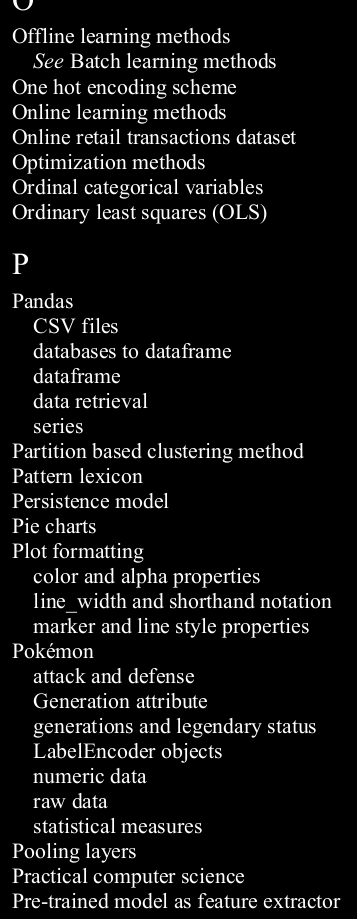 O
Offline learning methods
See Batch learning methods
One hot encoding scheme
Online learning methods
Online retail transactions dataset
Optimization methods
Ordinal categorical variables
Ordinary least squares (OLS)
P
Pandas
CSV files
databases to dataframe
dataframe
data retrieval
series
Partition based clustering method
Pattern lexicon
Persistence model
Pie charts
Plot formatting
color and alpha properties
line_width and shorthand notation
marker and line style properties
Pokémon
attack and defense
Generation attribute
generations and legendary status
LabelEncoder objects
numeric data
raw data
statistical measures
Pooling layers
Practical computer science
Pre-trained model as feature extractor